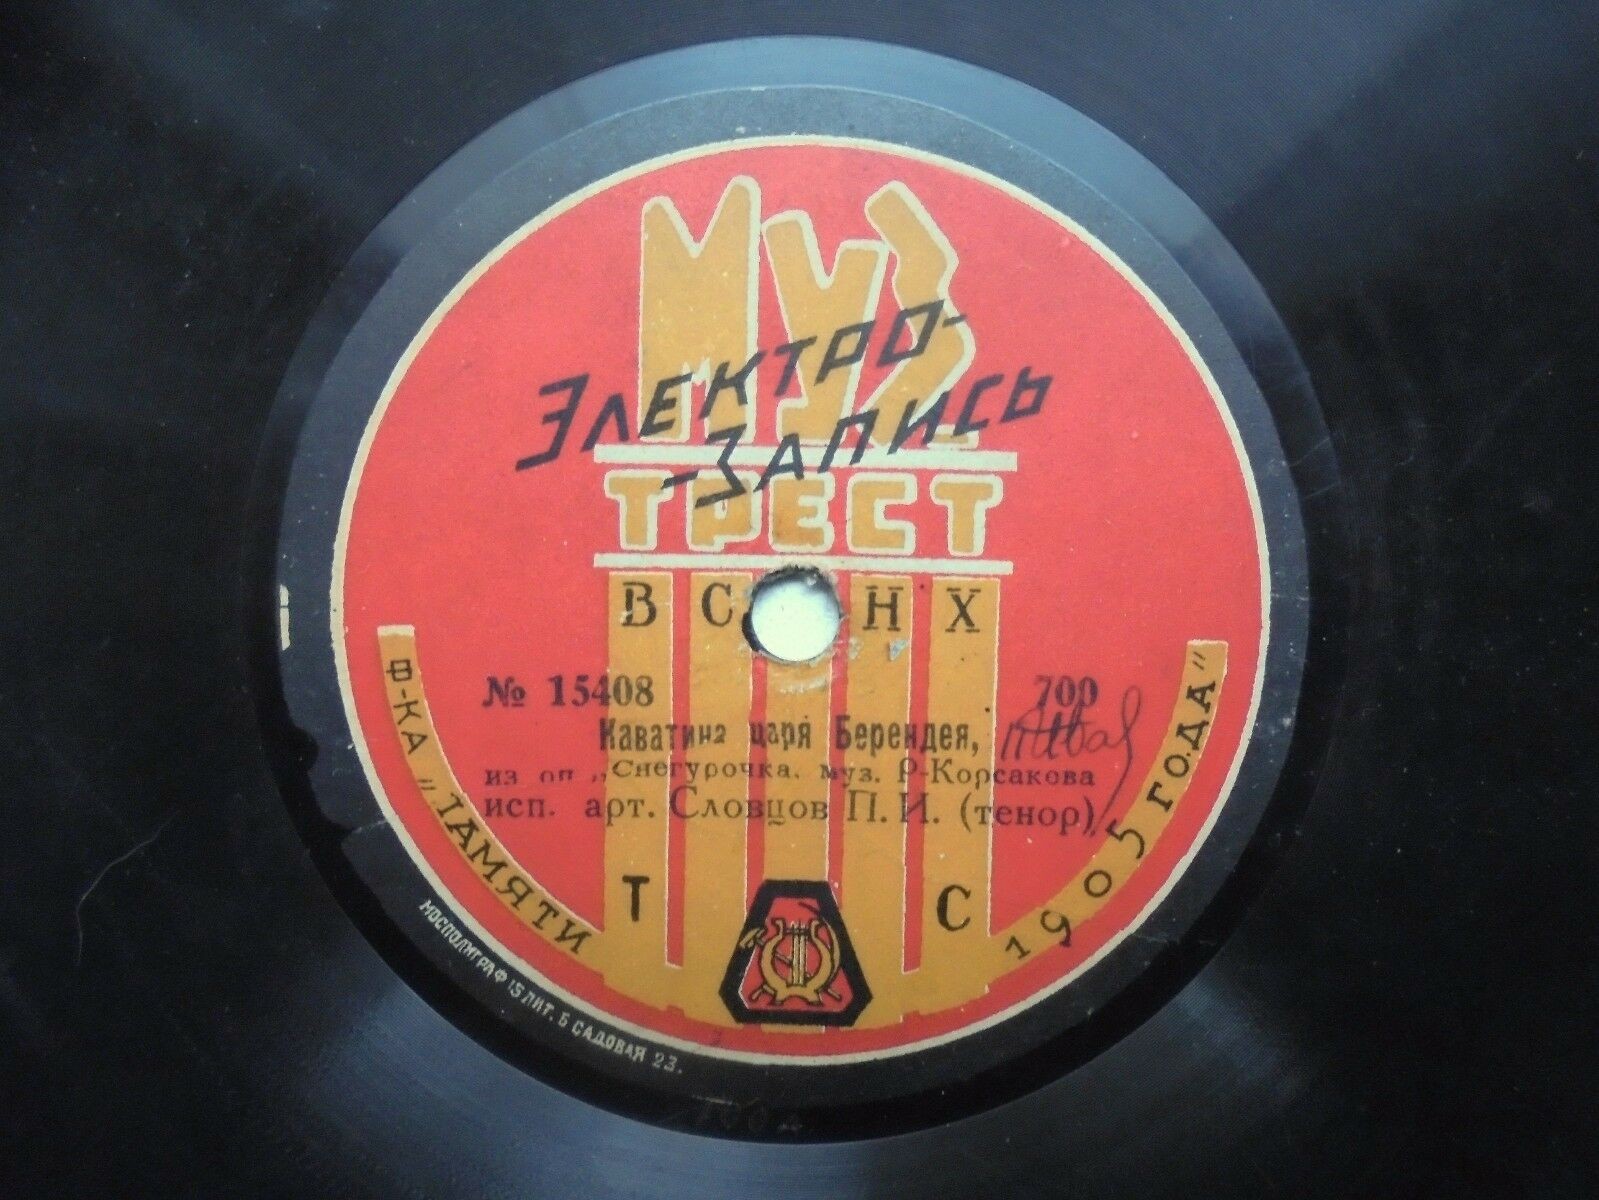 МУЗ
ЭЛЕКТРО-
-ЗАПИСЬ
ТРЕСТ
В С Н Х
№ 15408 700
Каватина царя Берендея,
из оп „Снегурочка. муз. Р-Корсакова
исп. арт. Словцов П. И. (тенор)
Т С
Ф-КА „ПАМЯТИ 1905 ГОДА"
МОСПОЛИГРАФ 15 ЛИТ. Б САДОВАЯ 23.